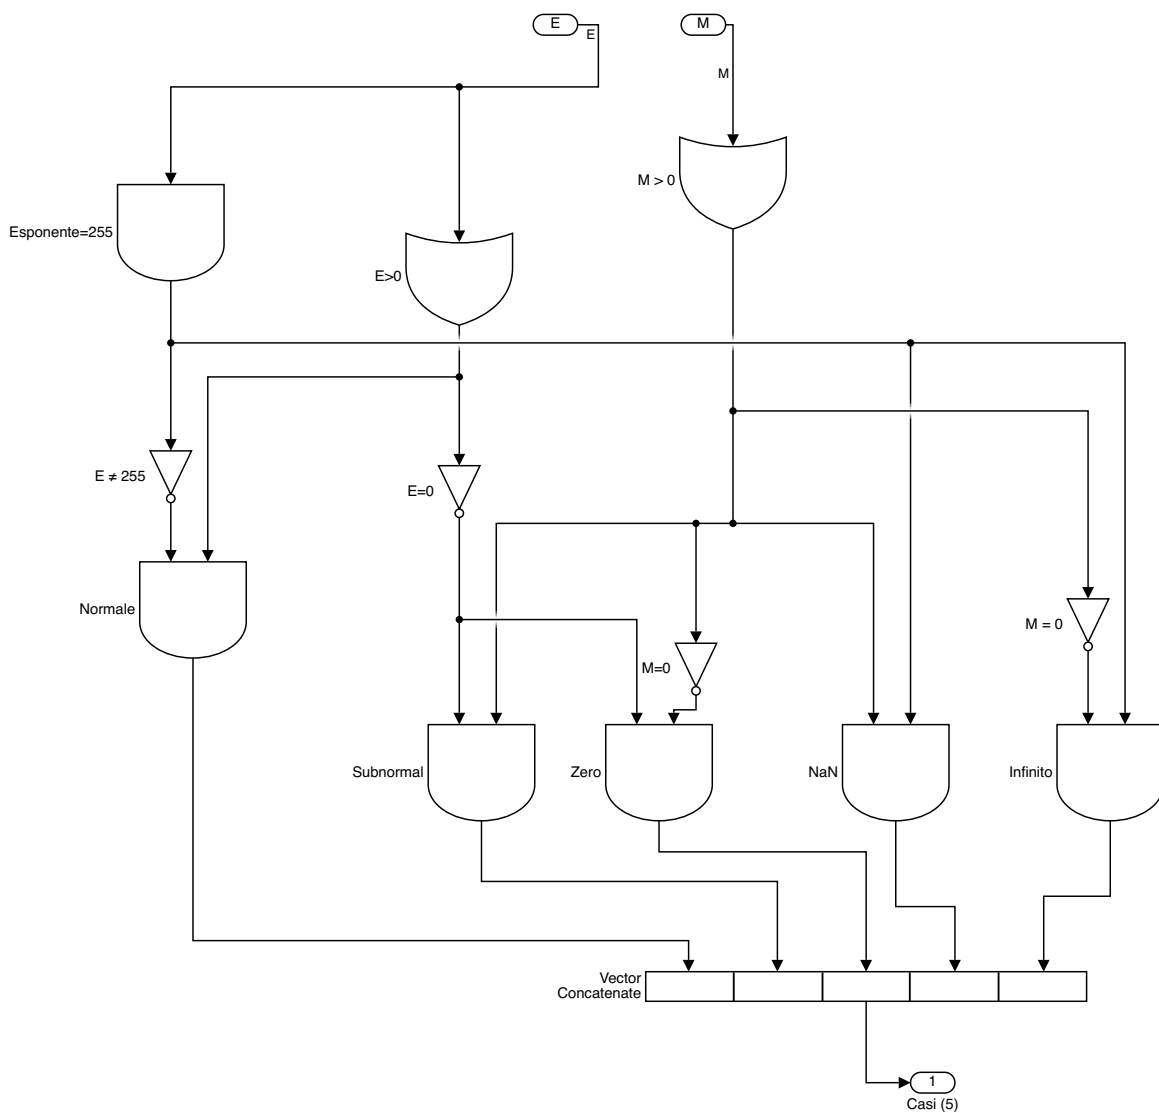 E
M
E
M
M > 0
Esponente=255
E>0
E ≠ 255
E=0
Normale
M = 0
M=0
Subnormal
Zero
NaN
Infinito
Vector
Concatenate
1
Casi (5)